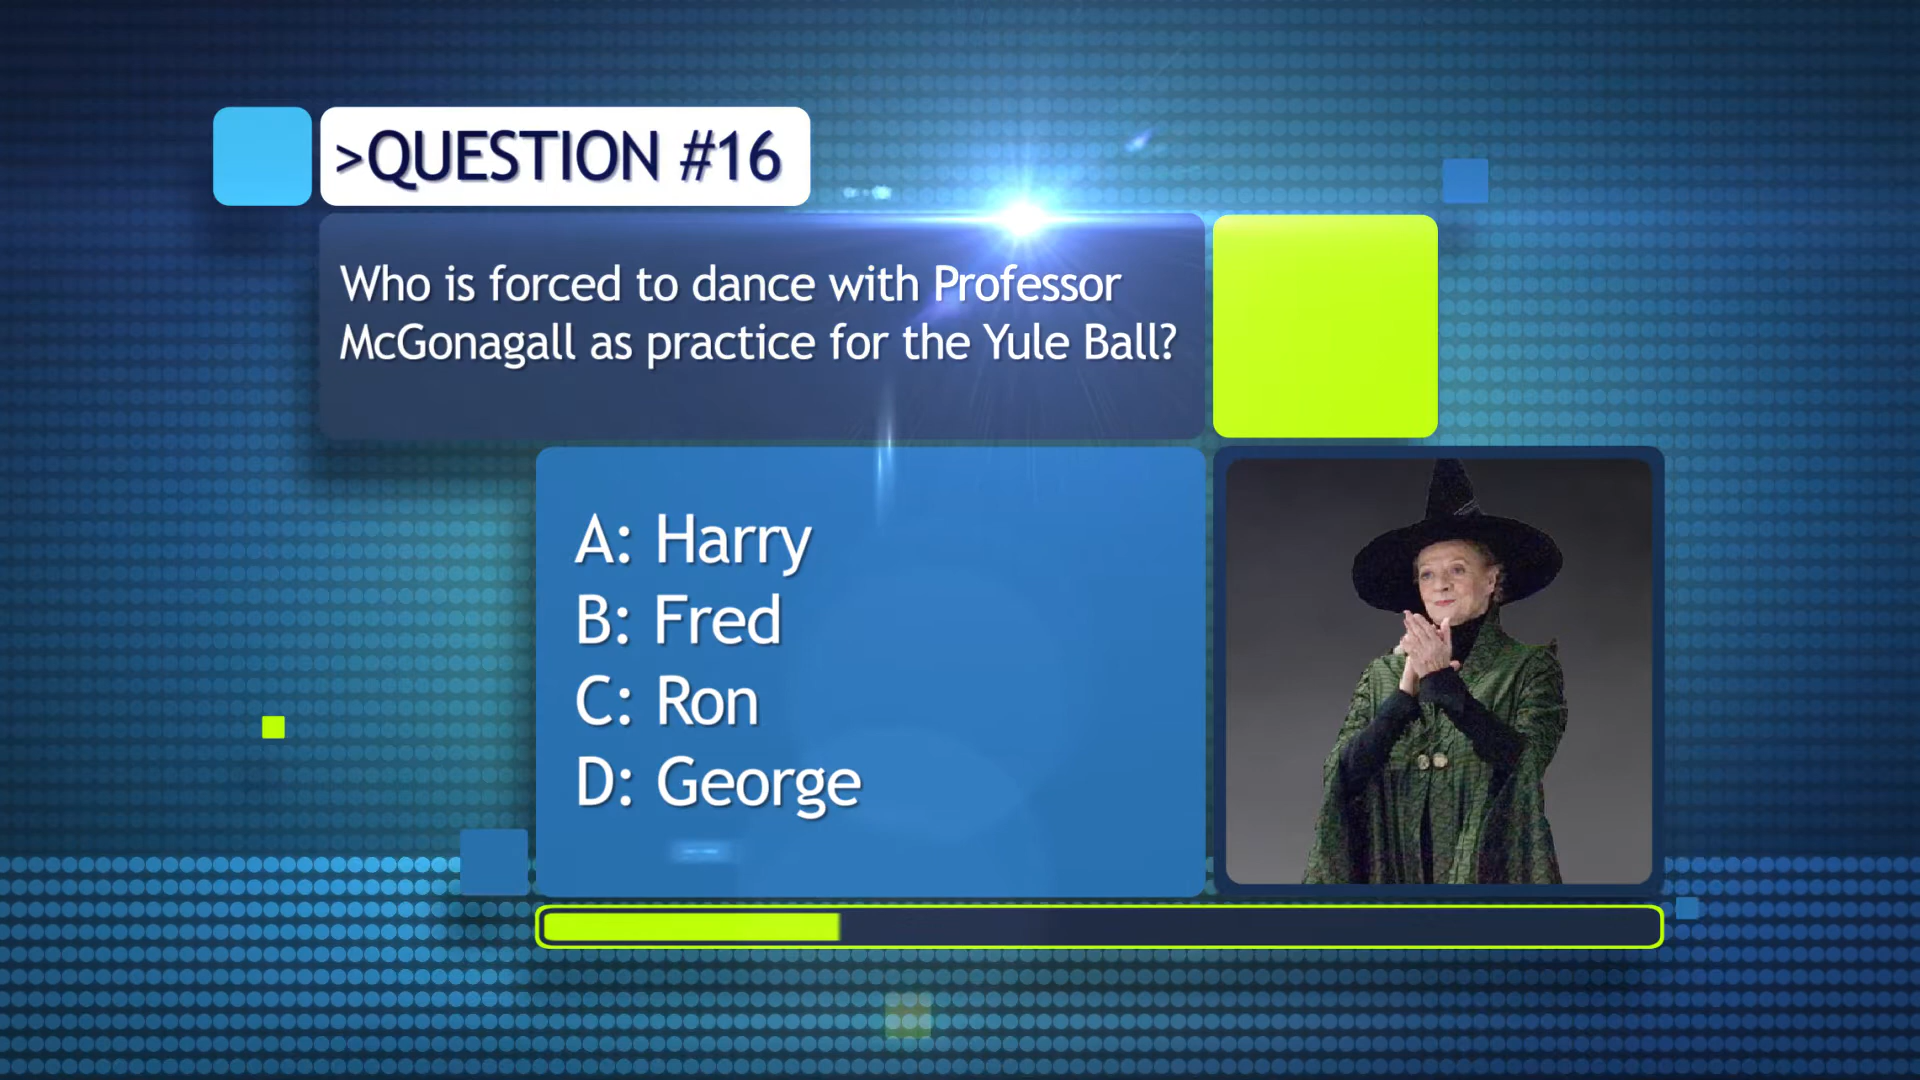 >QUESTION #16
Who is forced to dance with Professor
McGonagall as practice for the Yule Ball?
A: Harry
B: Fred
C: Ron
D: George